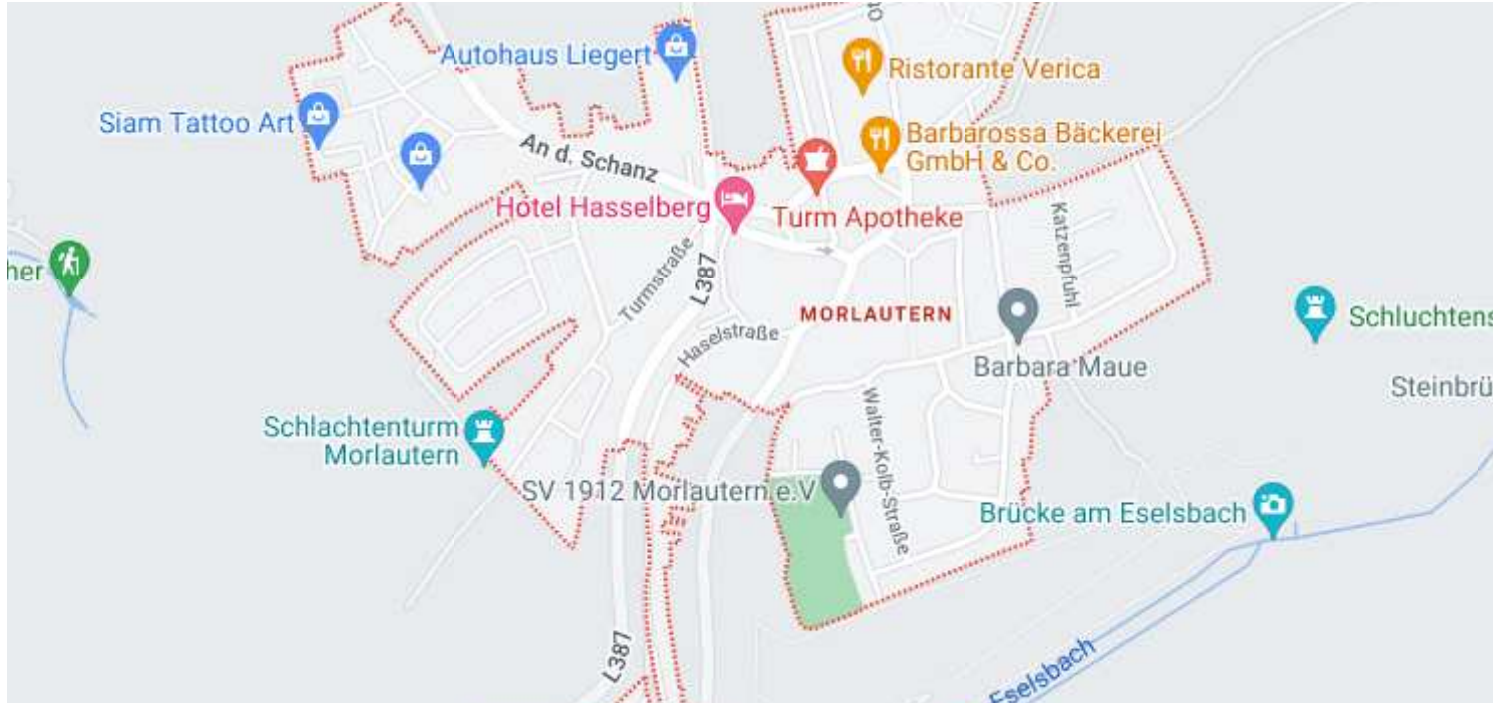 Autohaus Liegert
Ristorante Verica
Siam Tattoo Art
An d. Schanz
Barbarossa Bäckerei
GmbH & Co.
Hotel Hasselberg
Turm Apotheke
Katzenpfuhl
her
Turmstraße
L387
MORLAUTERN
Haselstraße
Schluchtens
Barbara Maue
Steinbrü
Schlachtenturm
Morlautern
Walter-Kolb-Straße
SV 1912 Morlautern e.V
Brücke am Eselsbach
L387
Eselsbach